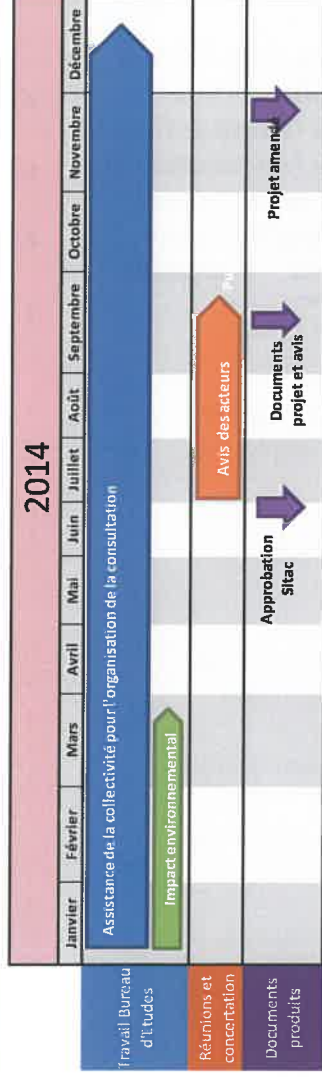 2014
Janvier
Février
Mars
Avril
Mai
Juin
Juillet
Août
Septembre
Octobre
Novembre
Décembre
Travail Bureau
d'Etudes
Assistance de la collectivité pour l'organisation de la consultation
Impact environnemental
Réunions et
concertation
Avis des acteurs
Pu
Documents
produits
Approbation
Sitac
Documents
projet et avis
Projet amendé